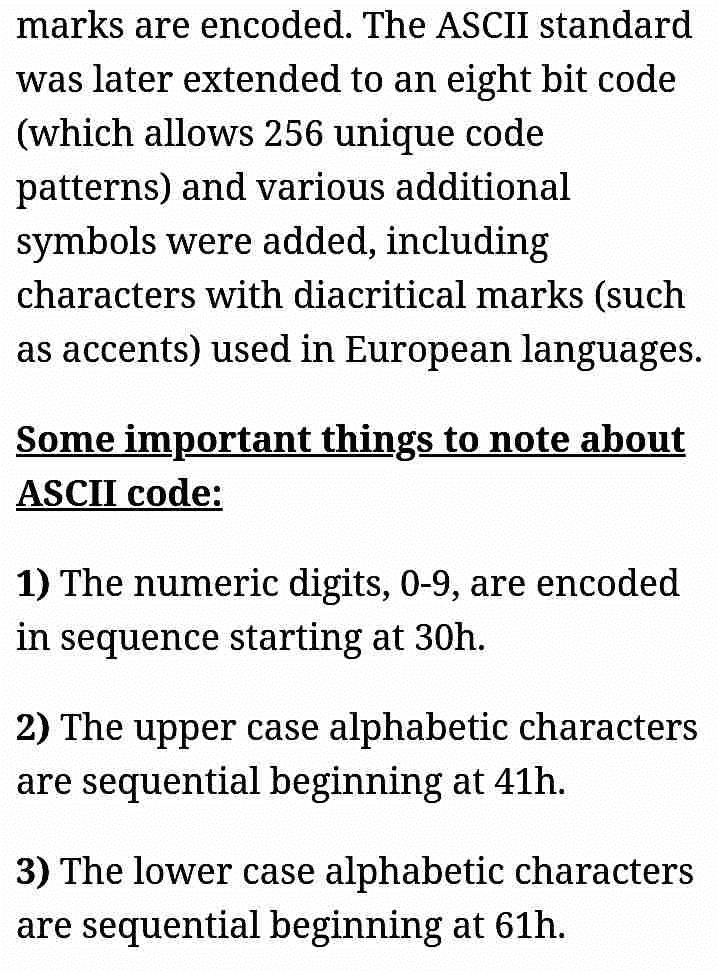 marks are encoded. The ASCII standard
was later extended to an eight bit code
(which allows 256 unique code
patterns) and various additional
symbols were added, including
characters with diacritical marks (such
as accents) used in European languages.
Some important things to note about
ASCII code:
1) The numeric digits, 0-9, are encoded
in sequence starting at 30h.
2) The upper case alphabetic characters
are sequential beginning at 41h.
3) The lower case alphabetic characters
are sequential beginning at 61h.